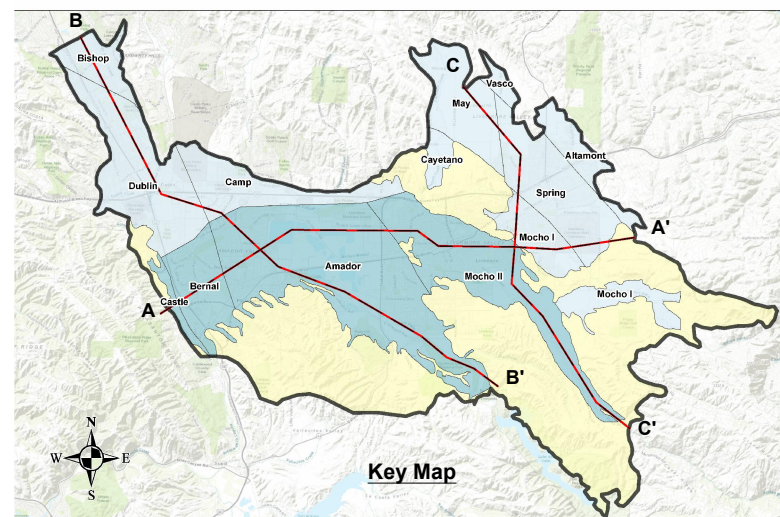 B
Bishop
C
Vasco
May
Altamont
Cayetano
Dublin
Camp
Spring
A'
Mocho I
Amador
Mocho II
Bernal
Mocho I
Castle
A
B'
C'
N
W
E
S
Key Map